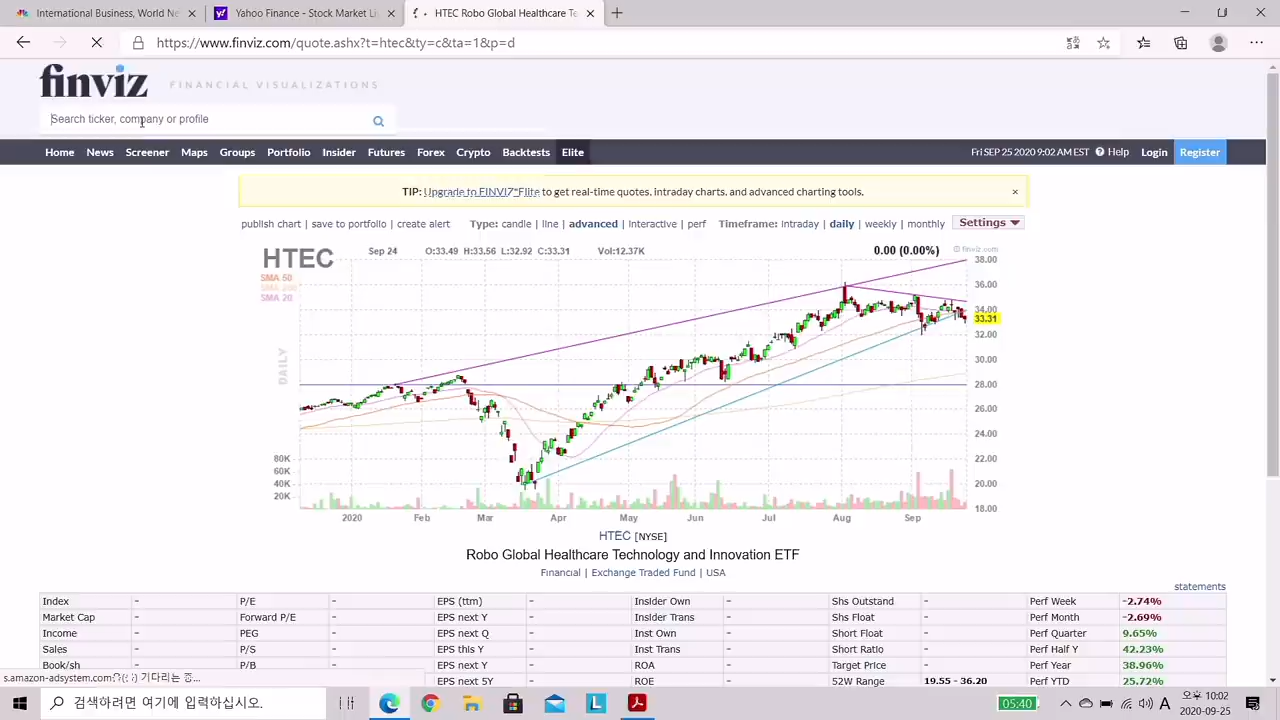 International Business News
Yahoo Finance - Stock Market Li
HTEC Robo Global Healthcare Te
https://www.finviz.com/quote.ashx?t=htec&ty=c&ta=1&p=d
finviz FINANCIAL VISUALIZATIONS
Search ticker, company or profile
Home News Screener Maps Groups Portfolio Insider Futures Forex Crypto Backtests Elite Fri SEP 25 2020 9:02 AM EST Help Login Register
TIP: Upgrade to FINVIZ*Elite to get real-time quotes, intraday charts, and advanced charting tools. ×
publish chart | save to portfolio | create alert Type: candle | line | advanced | interactive | perf Timeframe: intraday | daily | weekly | monthly Settings
HTEC Sep 24 O:33.49 H:33.56 L:32.92 C:33.31 Vol:12.37K 0.00 (0.00%) © finviz.com
SMA 50
SMA 200
SMA 20
DAILY
38.00
36.00
34.00
33.31
32.00
30.00
28.00
26.00
24.00
80K 22.00
60K
40K 20.00
20K
18.00
2020 Feb Mar Apr May Jun Jul Aug Sep
HTEC [NYSE]
Robo Global Healthcare Technology and Innovation ETF
Financial | Exchange Traded Fund | USA
statements
Index - P/E - EPS (ttm) - Insider Own - Shs Outstand - Perf Week -2.74%
Market Cap - Forward P/E - EPS next Y - Insider Trans - Shs Float - Perf Month -2.69%
Income - PEG - EPS next Q - Inst Own - Short Float - Perf Quarter 9.65%
Sales - P/S - EPS this Y - Inst Trans - Short Ratio - Perf Half Y 42.23%
Book/sh - P/B - EPS next Y - ROA - Target Price - Perf Year 38.96%
EPS next 5Y - ROE - 52W Range 19.55 - 36.20 Perf YTD 25.72%
s.amazon-adsystem.com 기다리는 중...
검색하려면 여기에 입력하십시오.
05:40
A
오후 10:02
2020-09-25